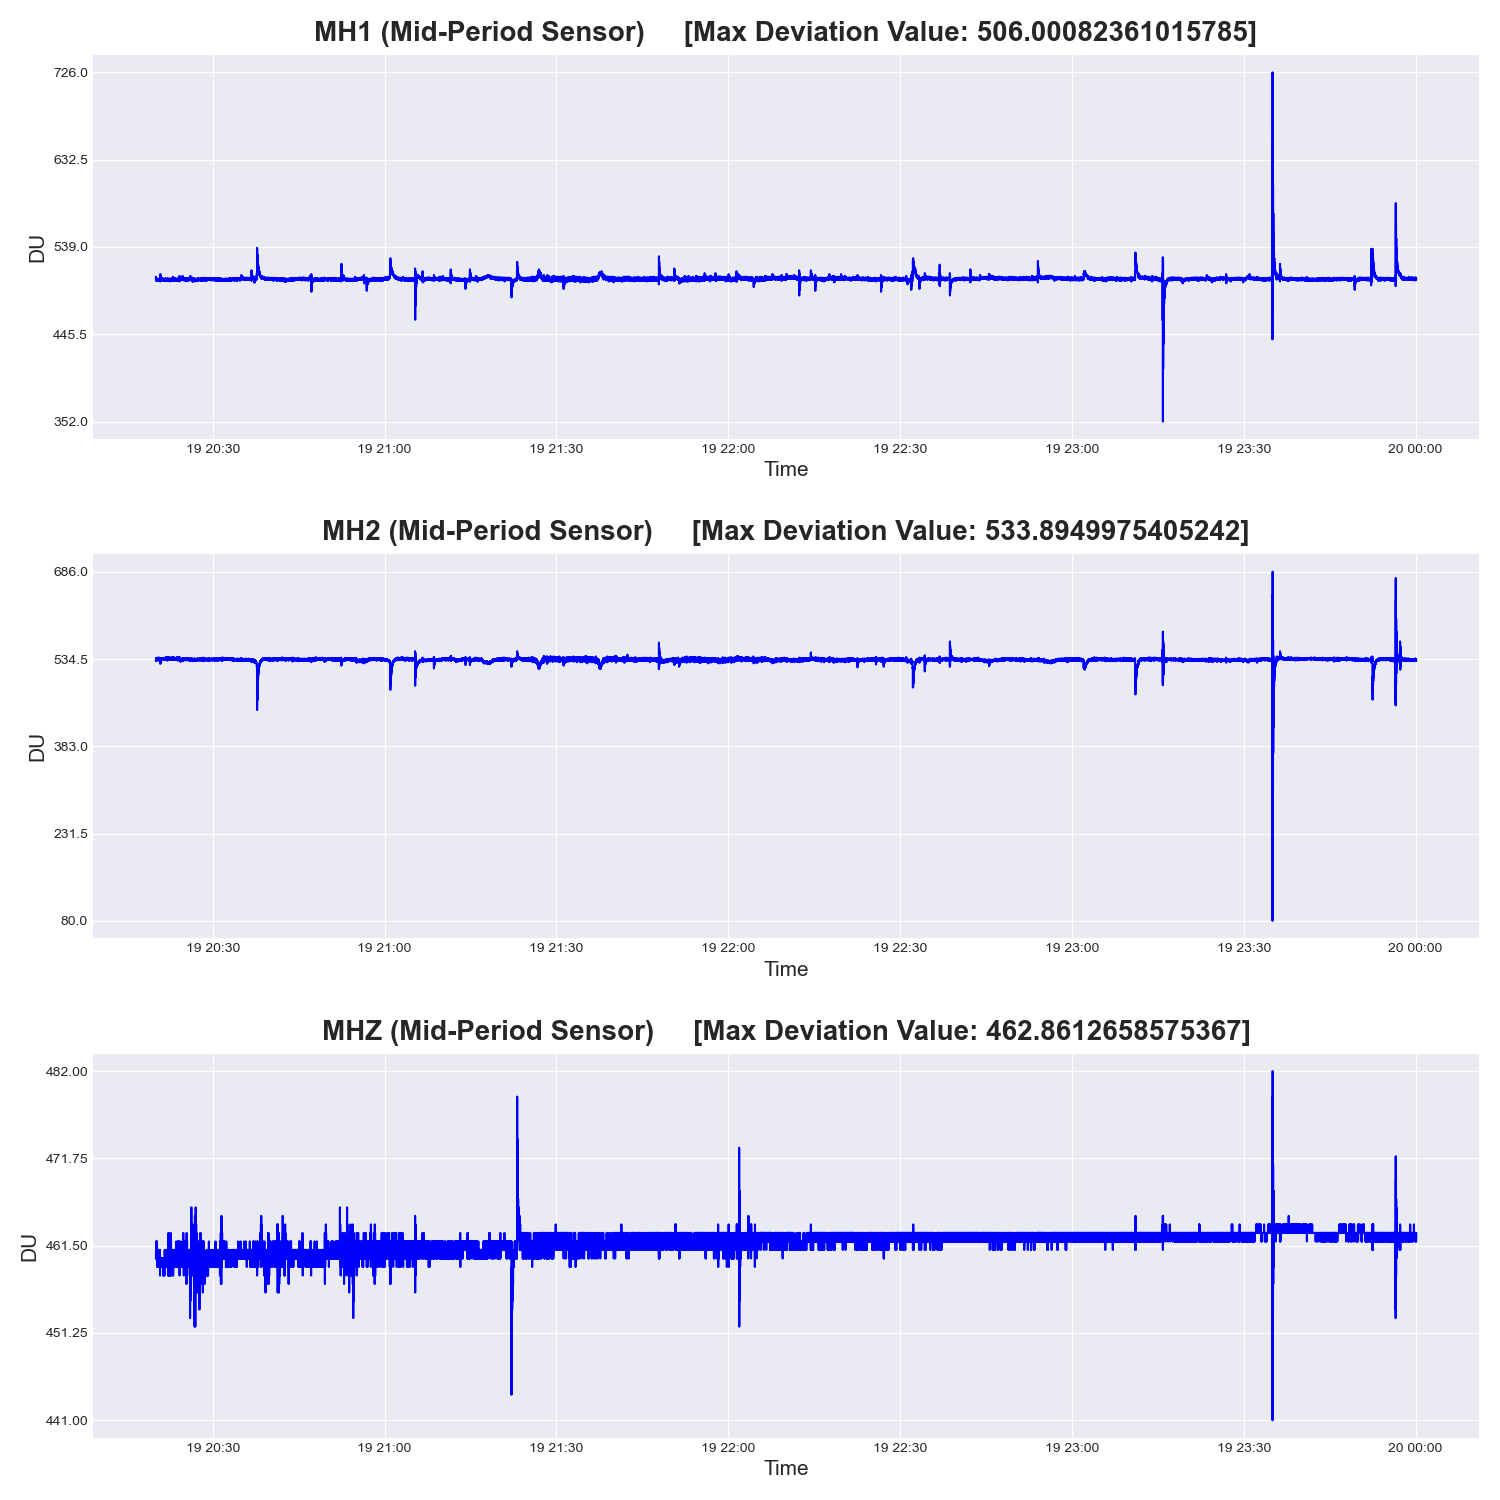 MH1 (Mid-Period Sensor) [Max Deviation Value: 506.00082361015785]
726.0
632.5
539.0
445.5
352.0
DU
19 20:30 19 21:00 19 21:30 19 22:00 19 22:30 19 23:00 19 23:30 20 00:00
Time
MH2 (Mid-Period Sensor) [Max Deviation Value: 533.8949975405242]
686.0
534.5
383.0
231.5
80.0
DU
19 20:30 19 21:00 19 21:30 19 22:00 19 22:30 19 23:00 19 23:30 20 00:00
Time
MHZ (Mid-Period Sensor) [Max Deviation Value: 462.8612658575367]
482.00
471.75
461.50
451.25
441.00
DU
19 20:30 19 21:00 19 21:30 19 22:00 19 22:30 19 23:00 19 23:30 20 00:00
Time